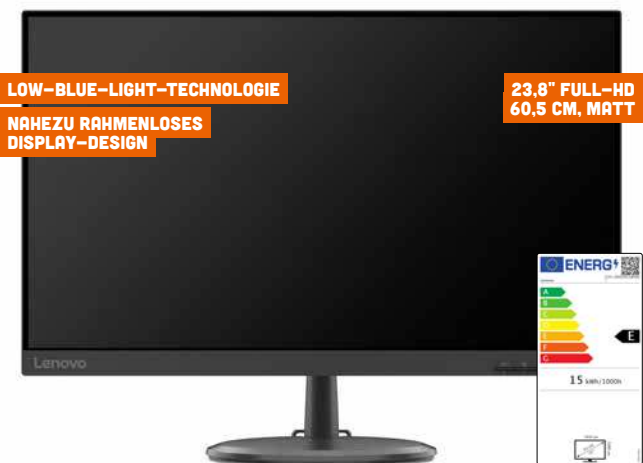 LOW-BLUE-LIGHT-TECHNOLOGIE
NAHEZU RAHMENLOSES
DISPLAY-DESIGN
23,8" FULL-HD
60,5 CM, MATT
Lenovo
ENERG
A
B
C
D
E
F
G
E
15 kWh/1000h